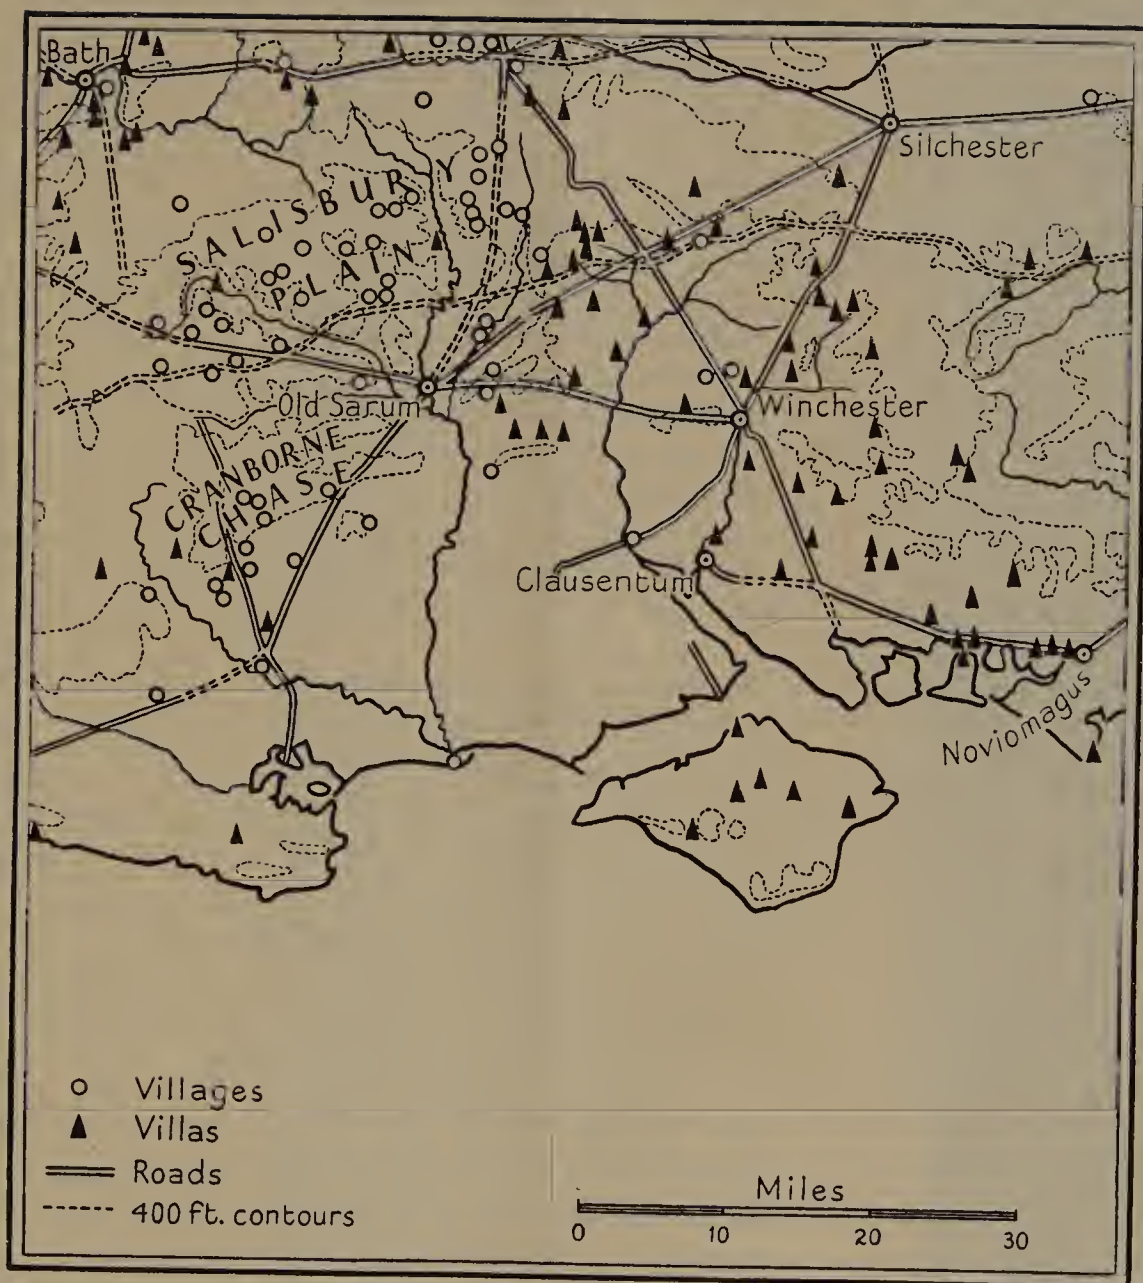 Bath
Silchester
SALISBURY
PLAIN
Old Sarum
Winchester
CRANBORNE
CHASE
Clausentum
Noviomagus
Villages
Villas
Roads
400 ft. contours
Miles
0 10 20 30